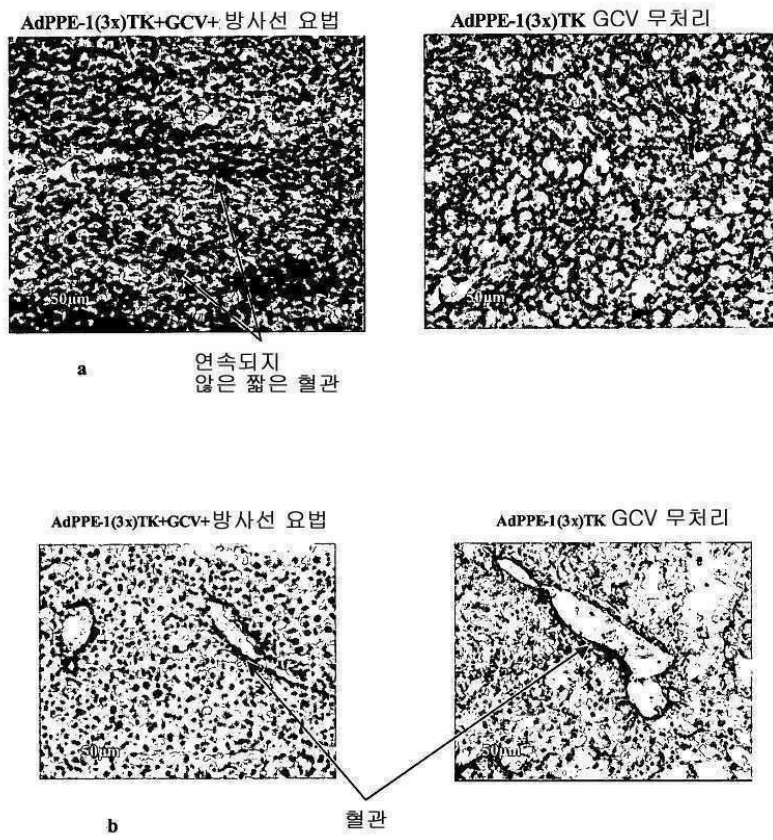 AdPPE-1(3x)TK+GCV+ 방사선 요법
AdPPE-1(3x)TK GCV 무처리
50μm
50μm
연속되지
않은 짧은 혈관
a
AdPPE-1(3x)TK+GCV+ 방사선 요법
AdPPE-1(3x)TK GCV 무처리
50μm
50μm
혈관
b